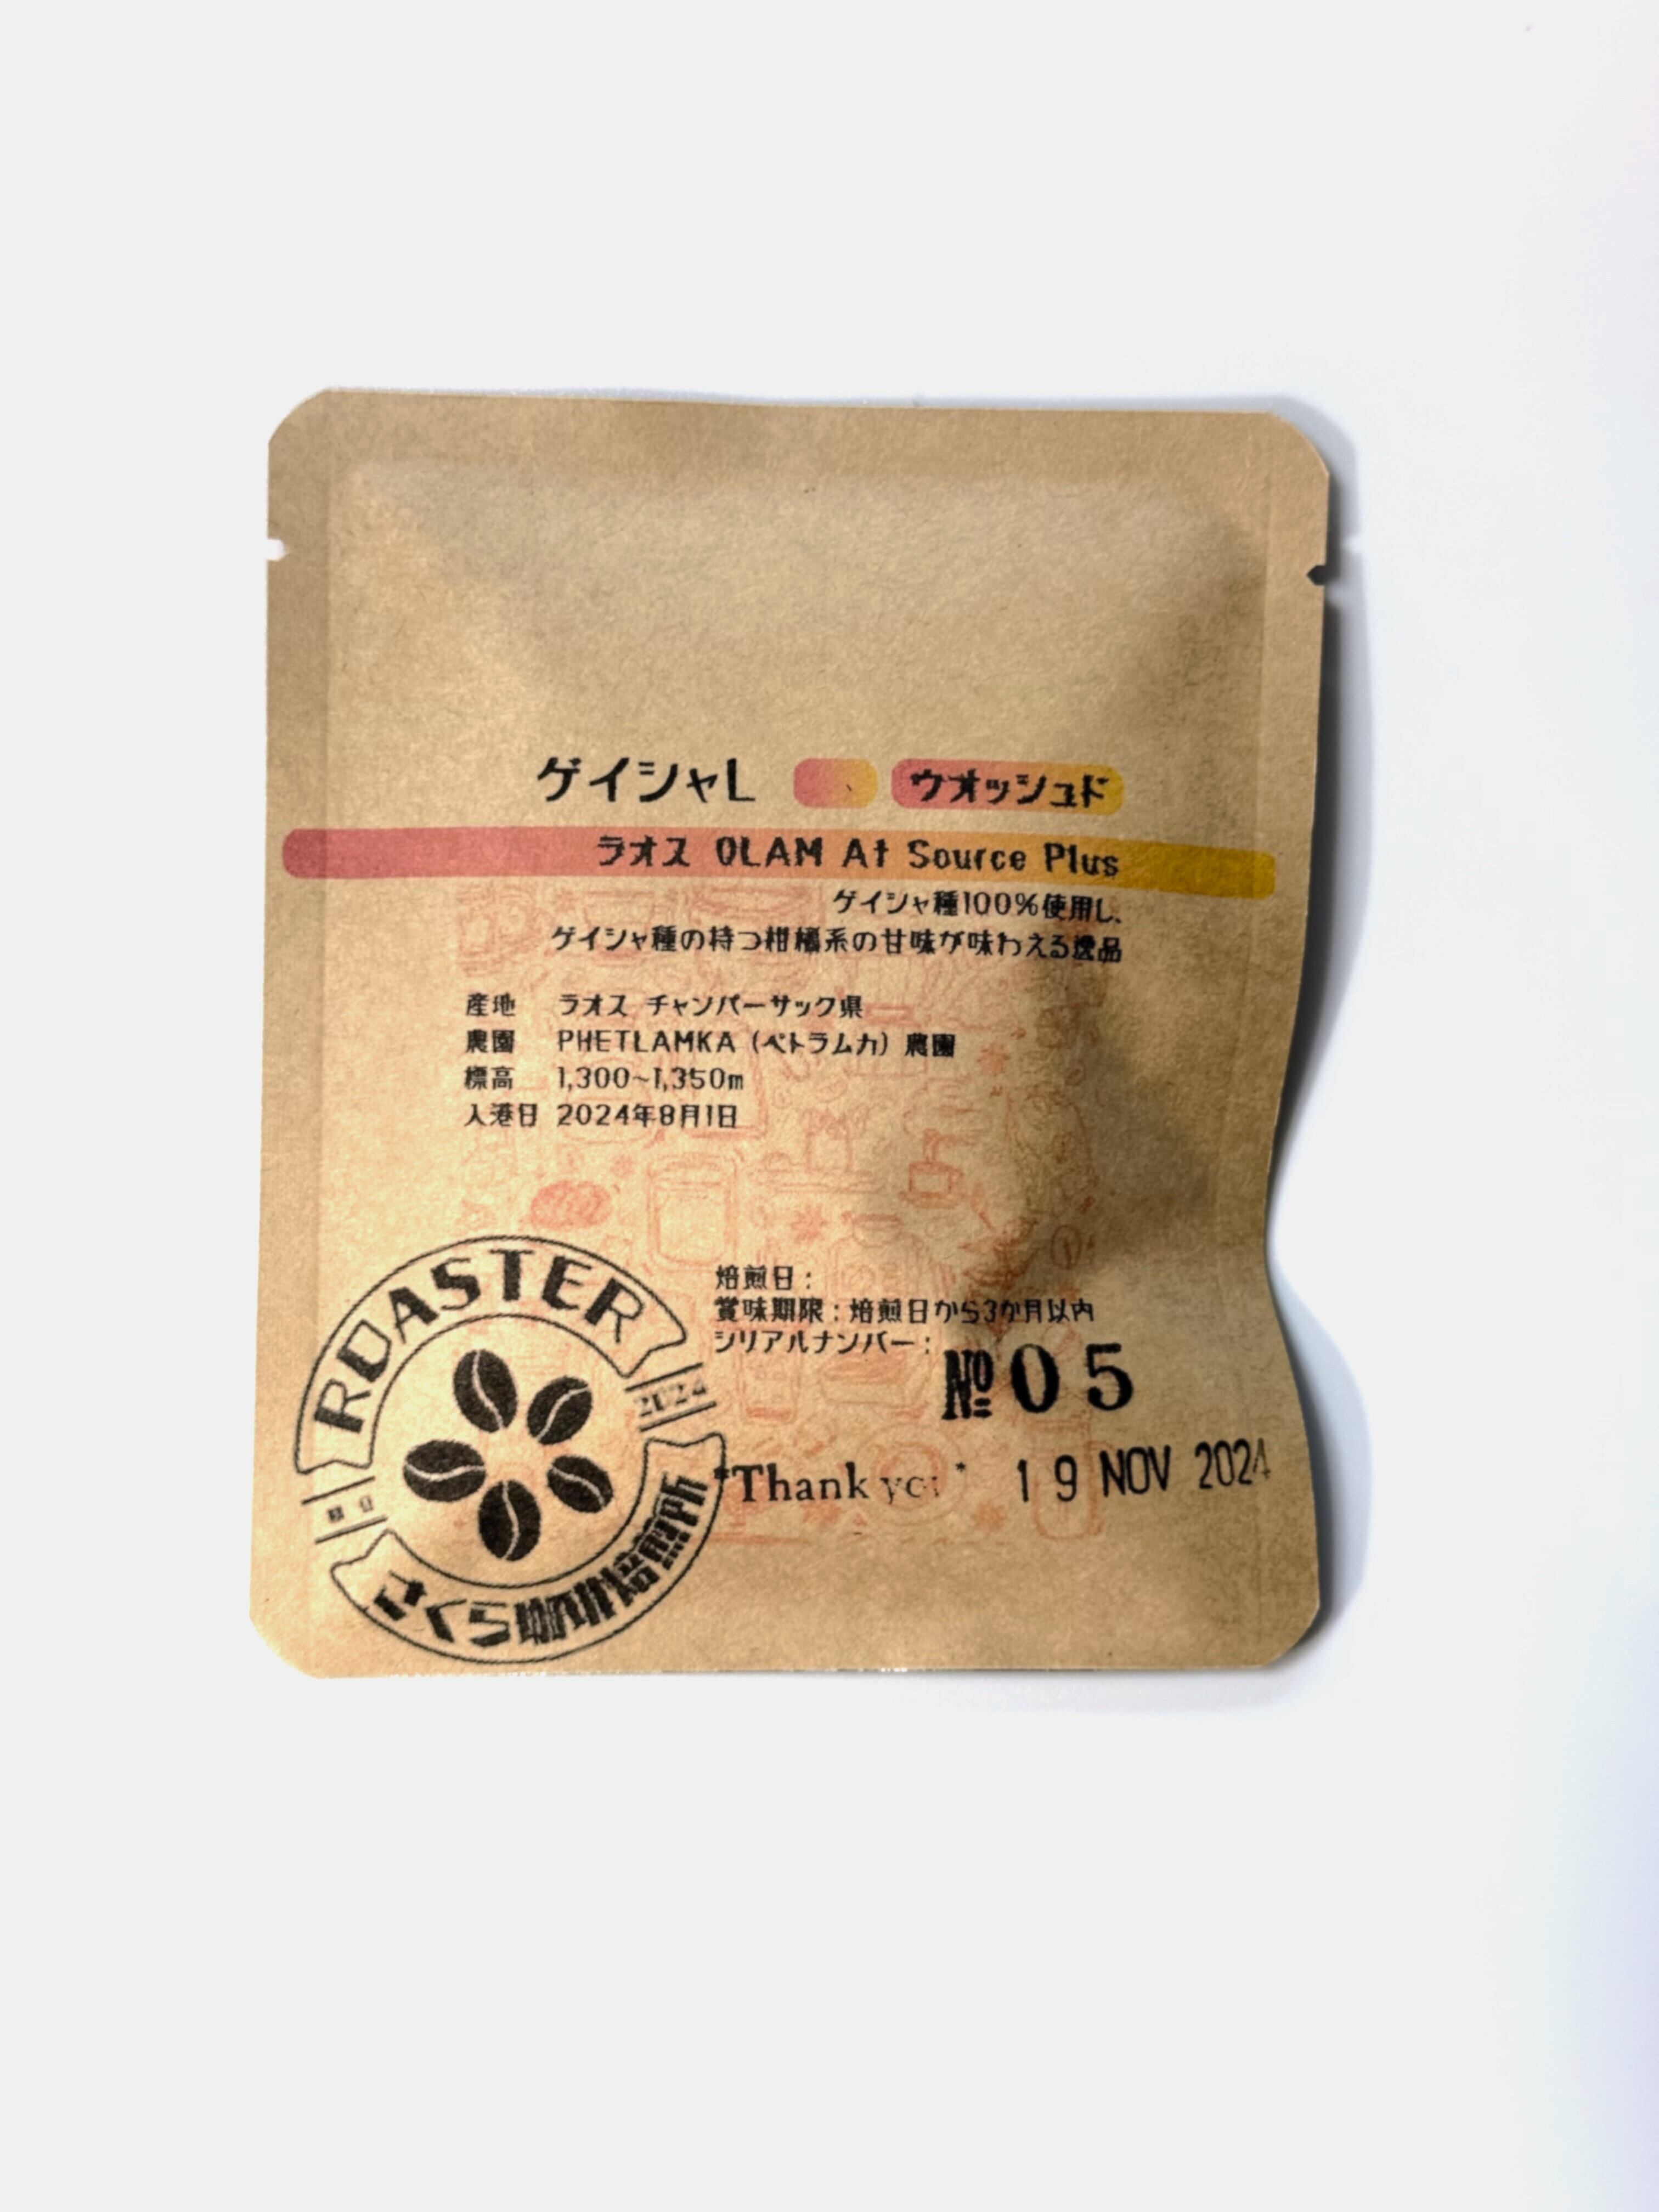 ゲイシャL ウオッシュド
ラオス OLAM At Source Plus
ゲイシャ種100%使用し、
ゲイシャ種の持つ柑橘系の甘味が味わえる逸品
産地 ラオス チャンパーサック県
農園 PHETLAMKA (ペトラムカ) 農園
標高 1,300~1,350m
入港日 2024年8月1日
焙煎日:
賞味期限:焙煎日から3か月以内
シリアルナンバー:
№05
*Thank you*
19 NOV 2024
ROASTER
2024
さくら珈琲焙煎所